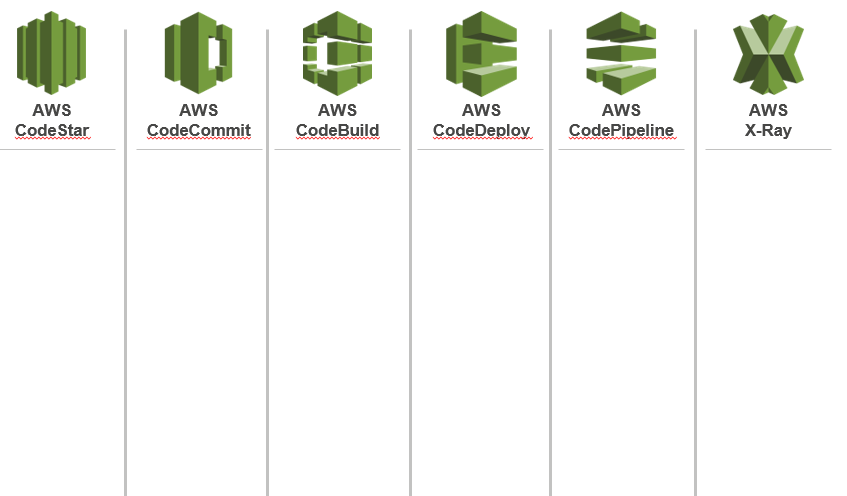 AWS
CodeStar
AWS
CodeCommit
AWS
CodeBuild
AWS
CodeDeploy
AWS
CodePipeline
AWS
X-Ray